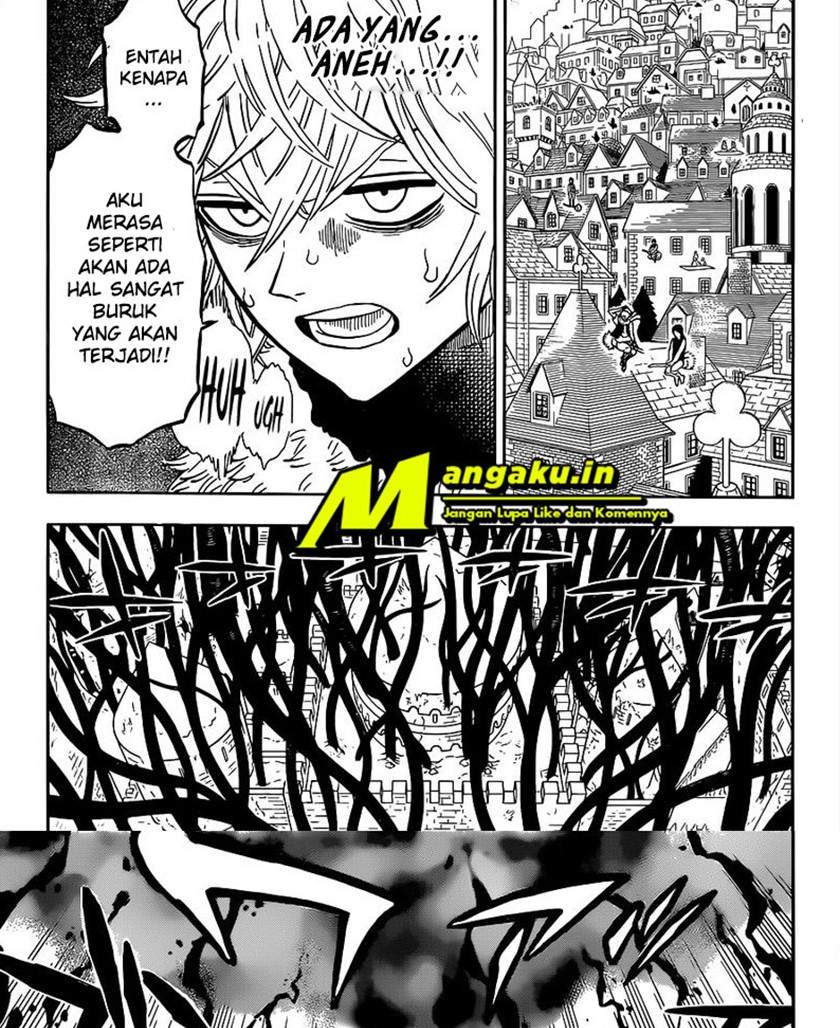 ADA YANG...
ANEH...!!
ENTAH
KENAPA
...
AKU
MERASA
SEPERTI
AKAN ADA
HAL SANGAT
BURUK
YANG AKAN
TERJADI!!
HUH
UGH
Mangaku.in
Jangan Lupa Like dan Komennya